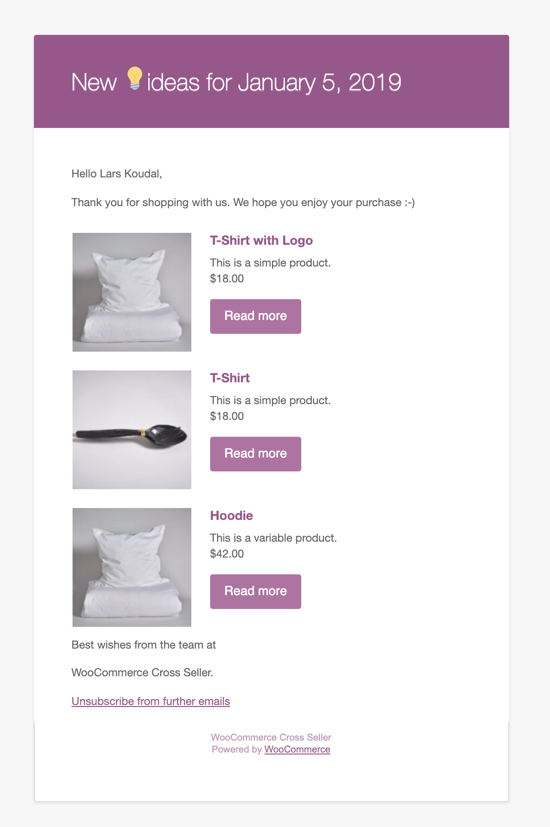 New 💡ideas for January 5, 2019
Hello Lars Koudal,
Thank you for shopping with us. We hope you enjoy your purchase :-)
T-Shirt with Logo
This is a simple product.
$18.00
Read more
T-Shirt
This is a simple product.
$18.00
Read more
Hoodie
This is a variable product.
$42.00
Read more
Best wishes from the team at
WooCommerce Cross Seller.
Unsubscribe from further emails
WooCommerce Cross Seller
Powered by WooCommerce